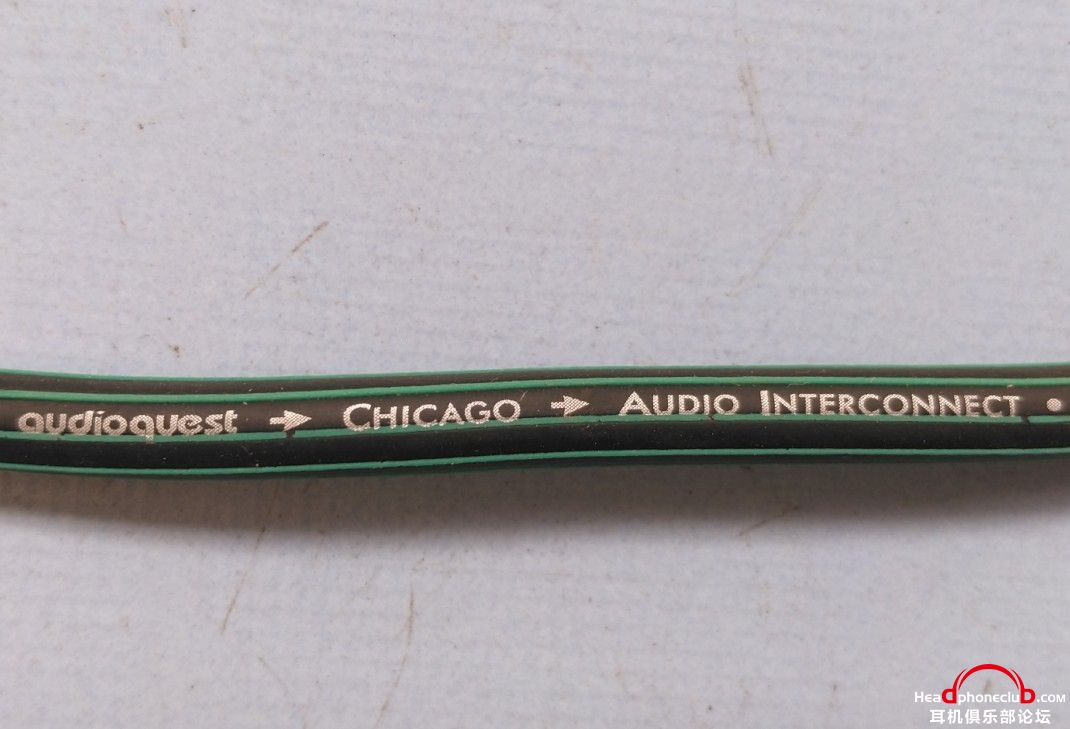 audioquest → CHICAGO → AUDIO INTERCONNECT •
Headphoneclub.com
耳机俱乐部论坛